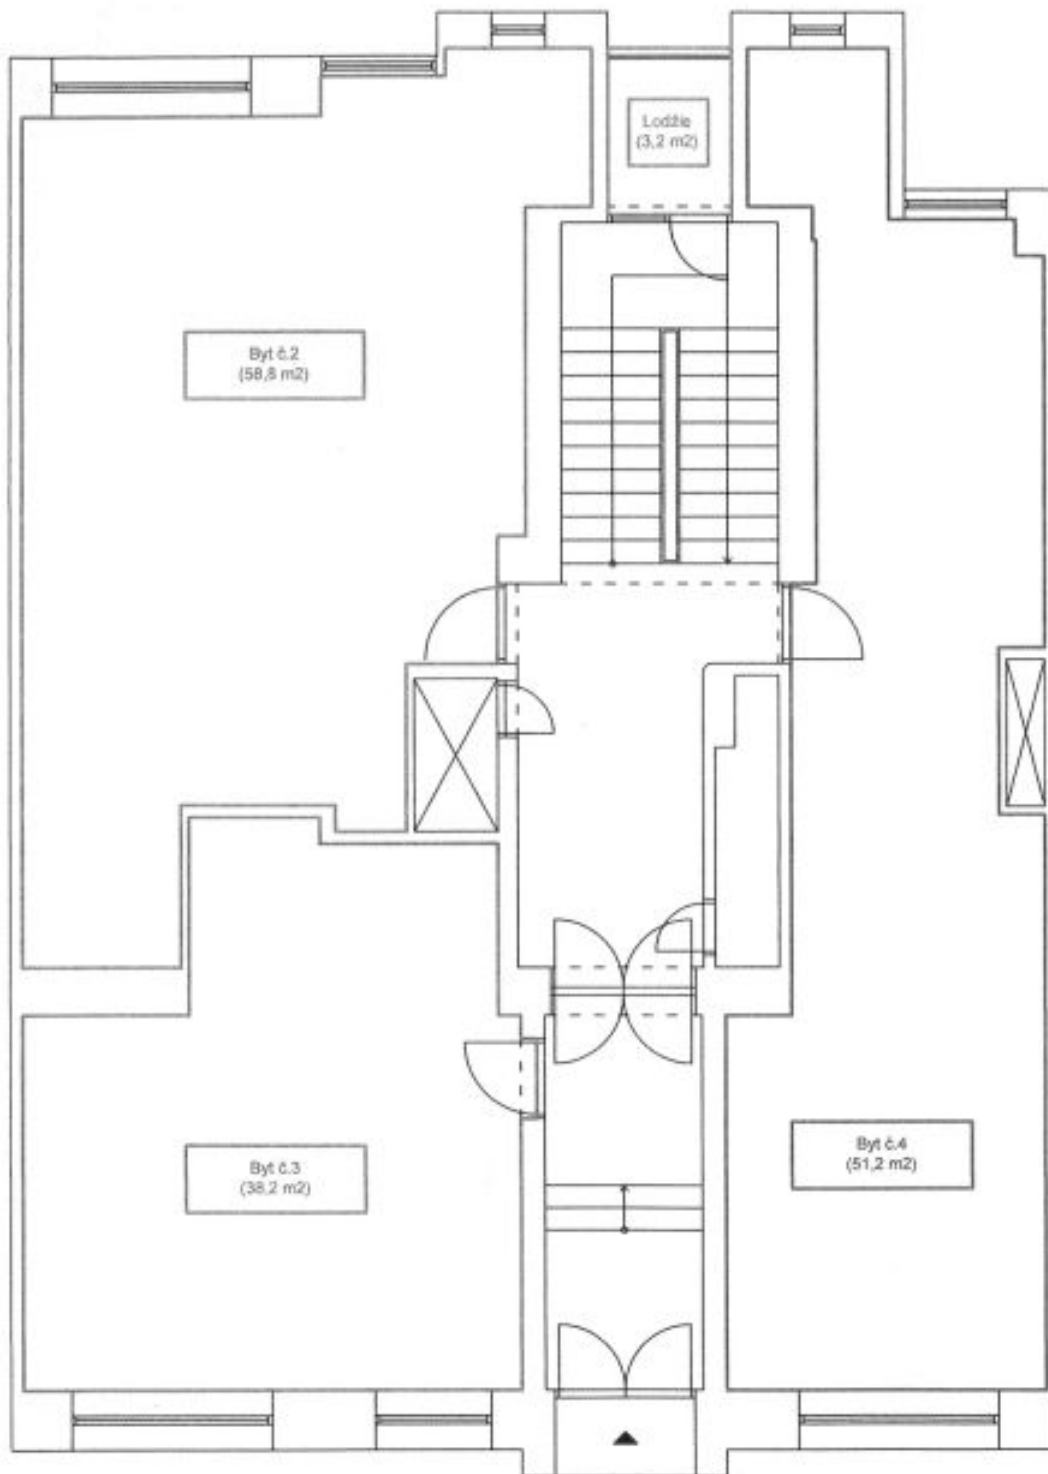 Lodžie
(3,2 m2)
Byt č.2
(58,8 m2)
Byt č.4
(51,2 m2)
Byt č.3
(38,2 m2)